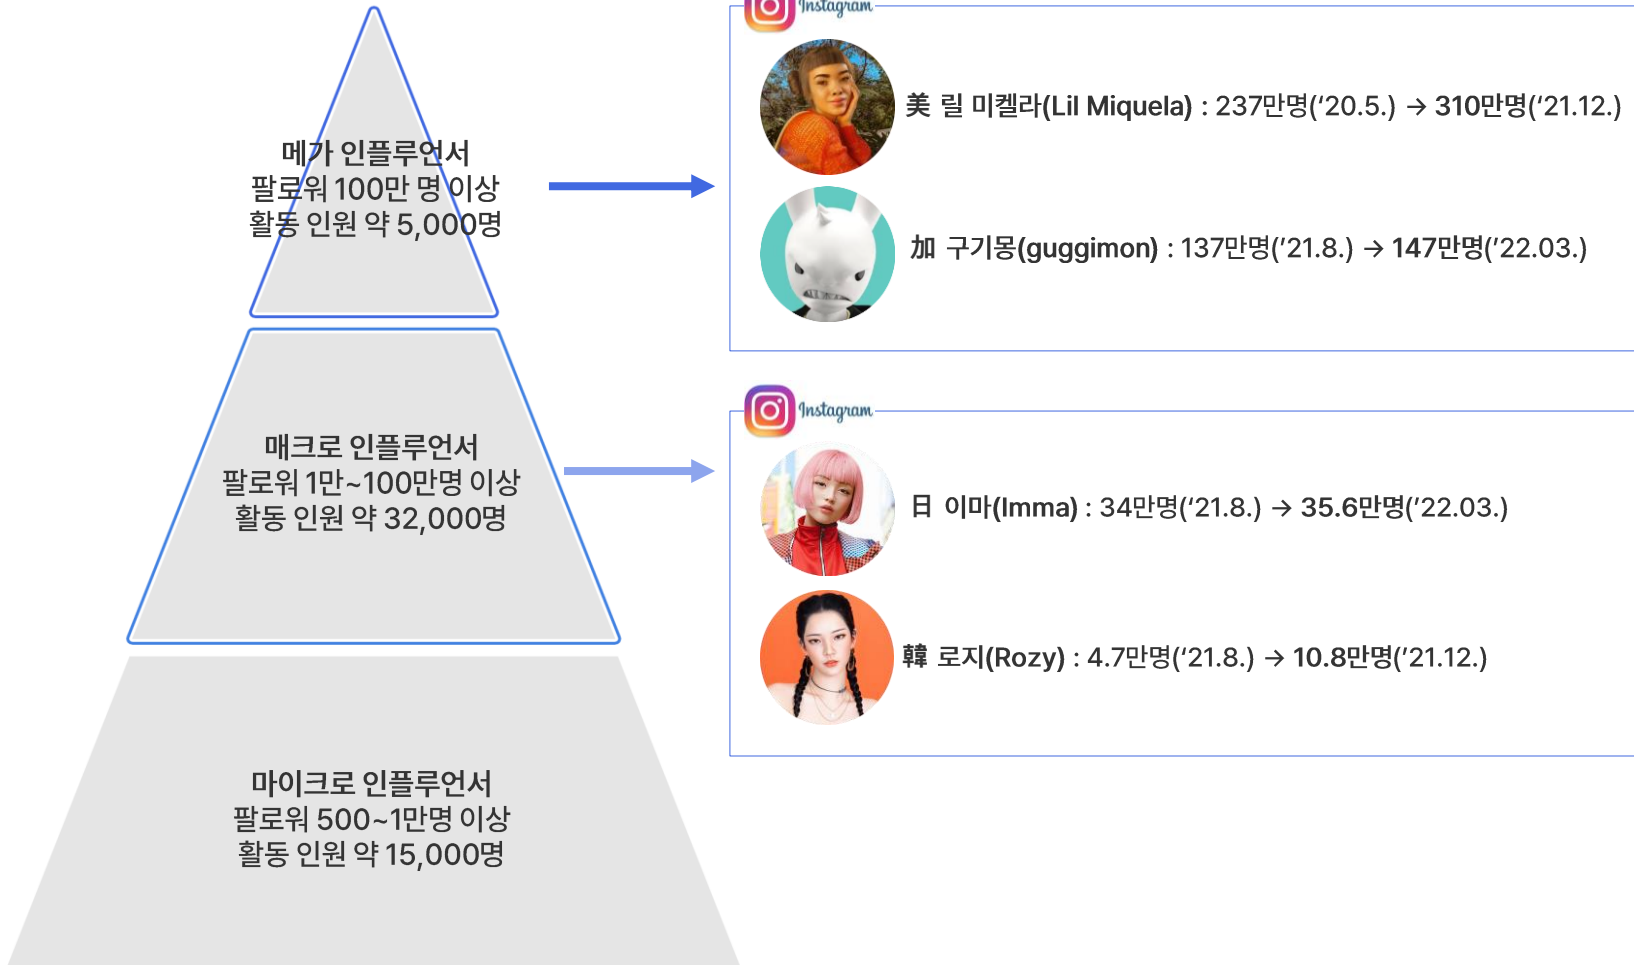 메가 인플루언서
팔로워 100만 명 이상
활동 인원 약 5,000명
Instagram
美 릴 미켈라(Lil Miquela) : 237만명(‘20.5.) → 310만명(‘21.12.)
加 구기몽(guggimon) : 137만명(’21.8.) → 147만명(’22.03.)
매크로 인플루언서
팔로워 1만~100만명 이상
활동 인원 약 32,000명
Instagram
日 이마(Imma) : 34만명(‘21.8.) → 35.6만명(’22.03.)
韓 로지(Rozy) : 4.7만명(‘21.8.) → 10.8만명(’21.12.)
마이크로 인플루언서
팔로워 500~1만명 이상
활동 인원 약 15,000명